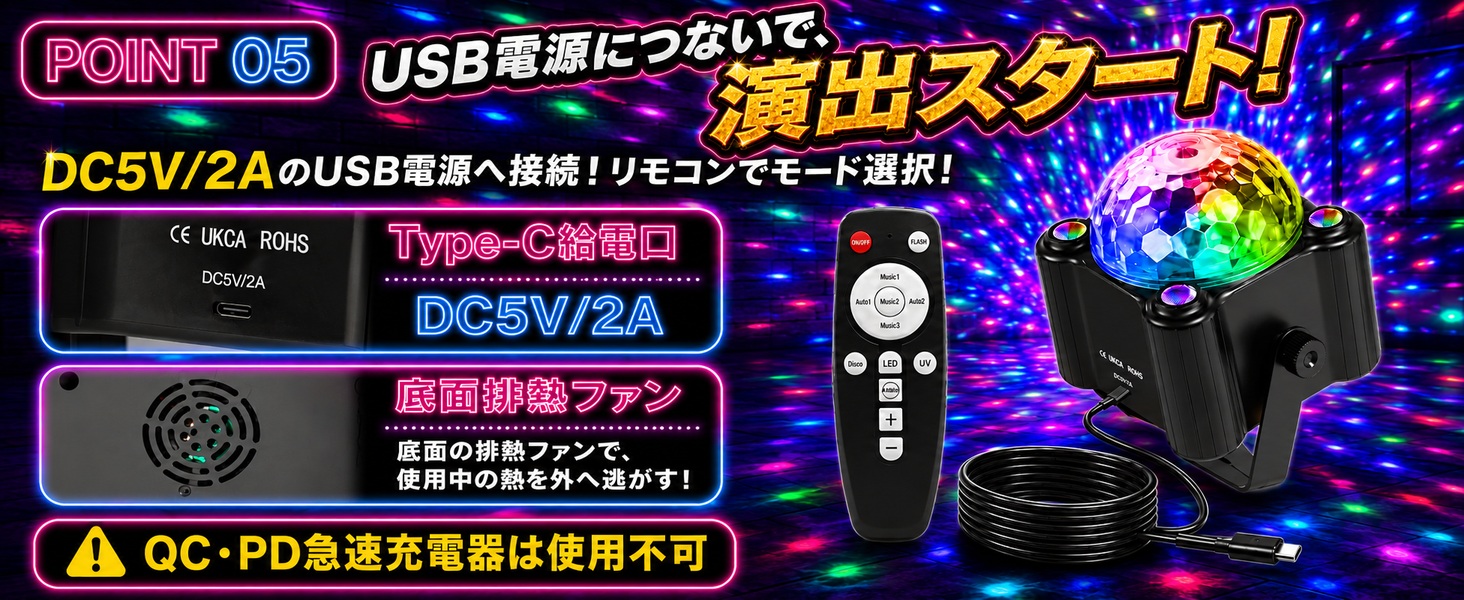 POINT 05
USB電源につないで、
演出スタート!
DC5V/2AのUSB電源へ接続!リモコンでモード選択!
CE UKCA ROHS
DC5V/2A
Type-C給電口
DC5V/2A
底面排熱ファン
底面の排熱ファンで、
使用中の熱を外へ逃がす!
QC・PD急速充電器は使用不可
ON/OFF
FLASH
Music1
Auto1
Music2
Auto2
Music3
Disco
LED
UV
+
−
CE UKCA ROHS
DC5V/2A